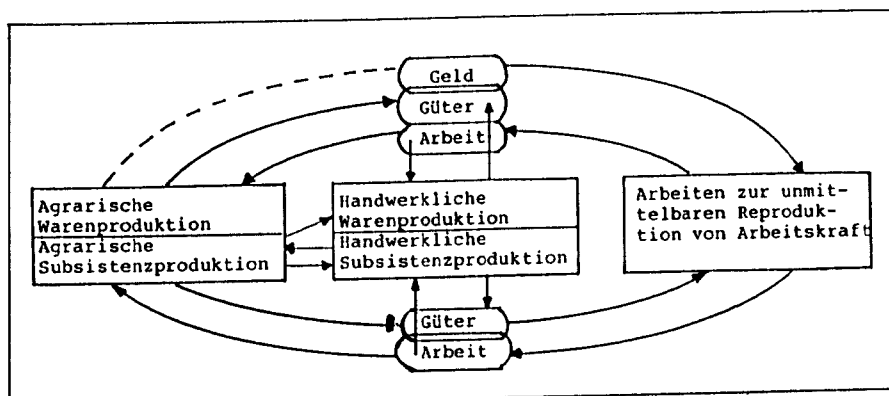 Geld
Güter
Arbeit
Agrarische
Warenproduktion
Agrarische
Subsistenzproduktion
Handwerkliche
Warenproduktion
Handwerkliche
Subsistenzproduktion
Arbeiten zur unmit-
telbaren Reproduk-
tion von Arbeitskraft
Güter
Arbeit